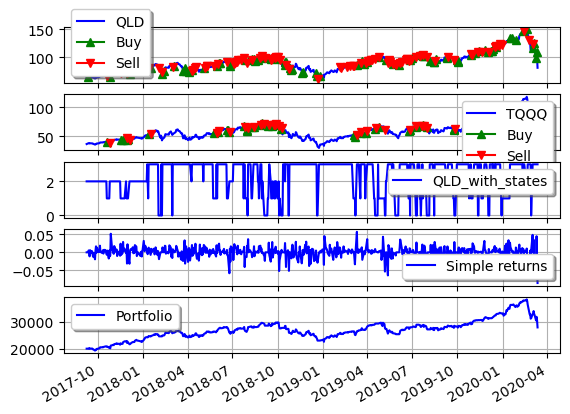 150
100
QLD
Buy
Sell
100
50
TQQQ
Buy
Sell
2
0
QLD_with_states
0.05
0.00
−0.05
Simple returns
30000
20000
Portfolio
2017-10
2018-01
2018-04
2018-07
2018-10
2019-01
2019-04
2019-07
2019-10
2020-01
2020-04